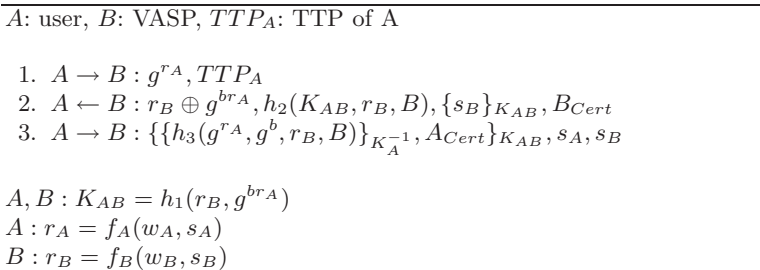 A: user, B: VASP, TTP_A: TTP of A
1. A → B : g^{r_A}, TTP_A
2. A ← B : r_B ⊕ g^{br_A}, h_2(K_{AB}, r_B, B), {s_B}_{K_{AB}}, B_{Cert}
3. A → B : {{h_3(g^{r_A}, g^b, r_B, B)}_{K_A^{-1}}, A_{Cert}}_{K_{AB}}, s_A, s_B
A, B : K_{AB} = h_1(r_B, g^{br_A})
A : r_A = f_A(w_A, s_A)
B : r_B = f_B(w_B, s_B)